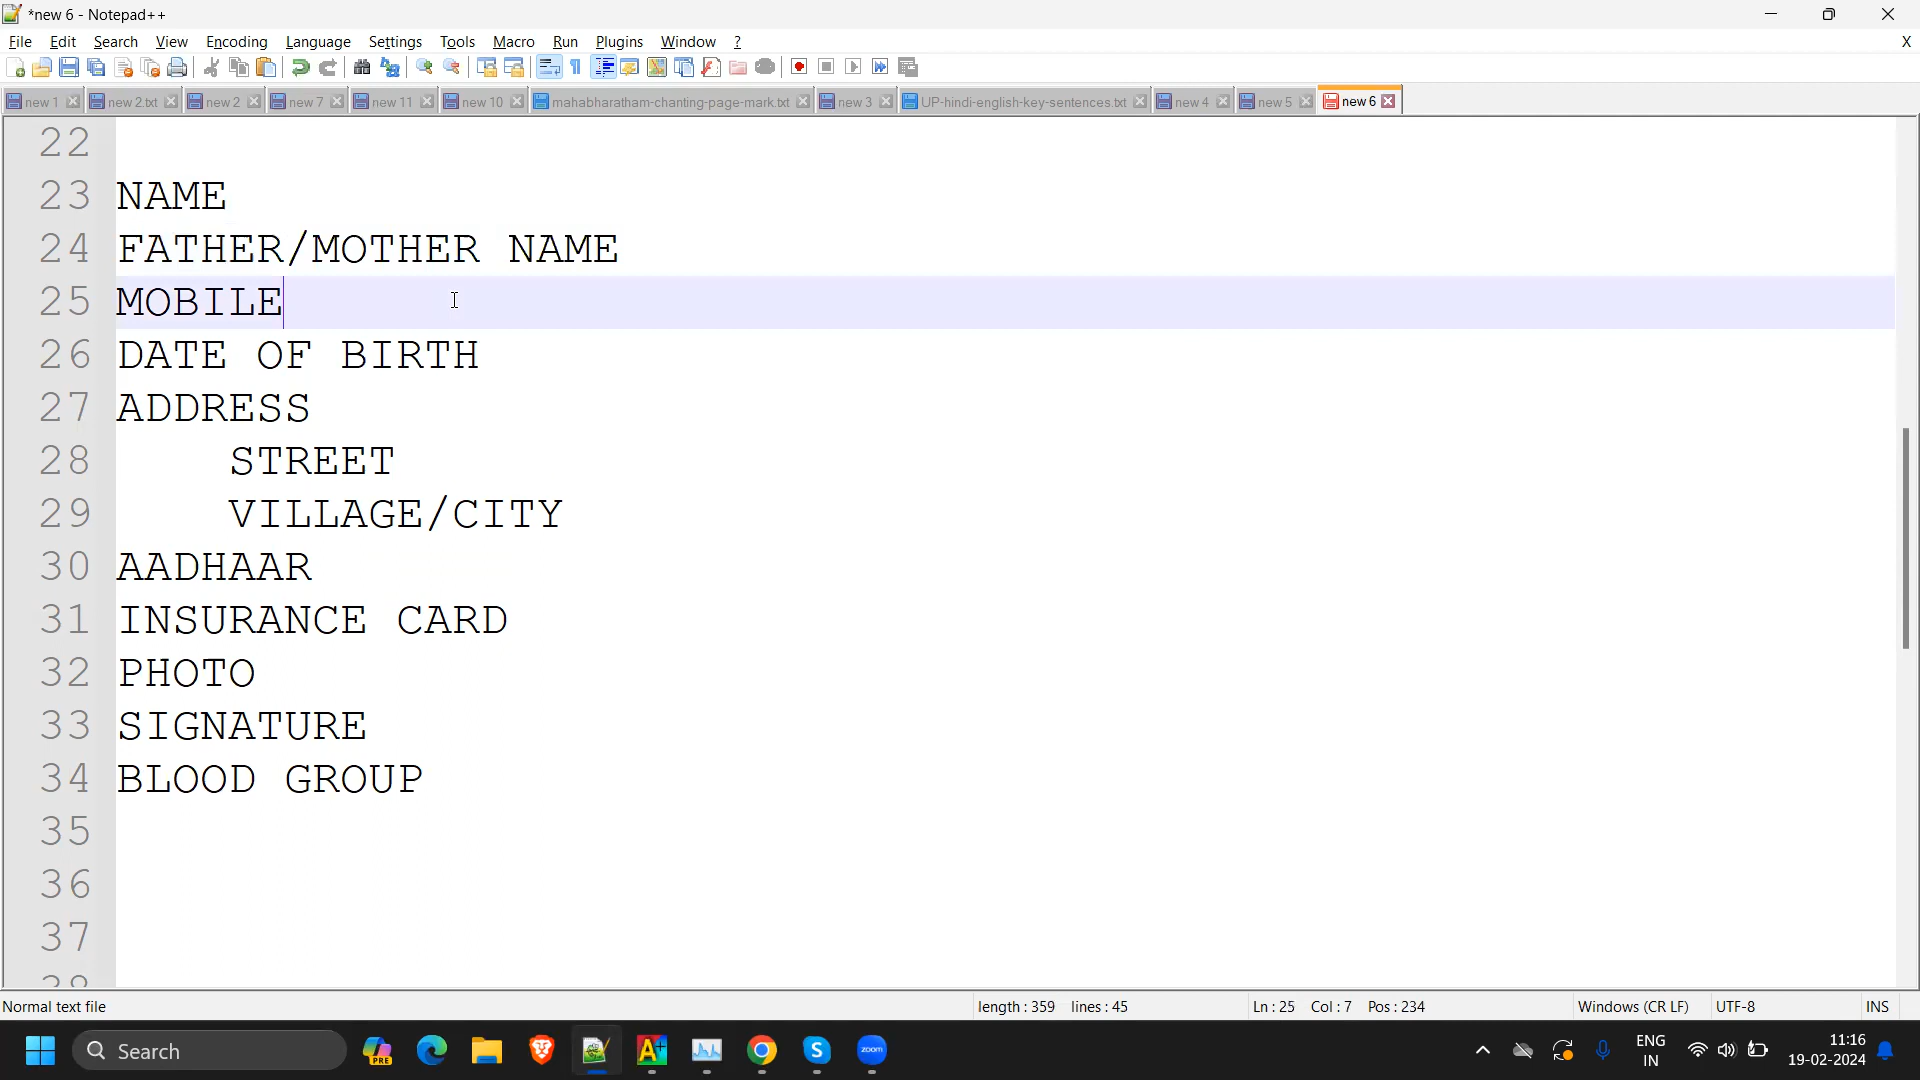 *new 6 - Notepad++
File Edit Search View Encoding Language Settings Tools Macro Run Plugins Window ? X
new 1 new 2.txt new 2 new 7 new 11 new 10 mahabharatham-chanting-page-mark.txt new 3 UP-hindi-english-key-sentences.txt new 4 new 5 new 6
22
23 NAME
24 FATHER/MOTHER NAME
25 MOBILE
26 DATE OF BIRTH
27 ADDRESS
28 STREET
29 VILLAGE/CITY
30 AADHAAR
31 INSURANCE CARD
32 PHOTO
33 SIGNATURE
34 BLOOD GROUP
35
36
37
Normal text file length : 359 lines : 45 Ln : 25 Col : 7 Pos : 234 Windows (CR LF) UTF-8 INS
Search PRE zoom ENG 11:16
IN 19-02-2024